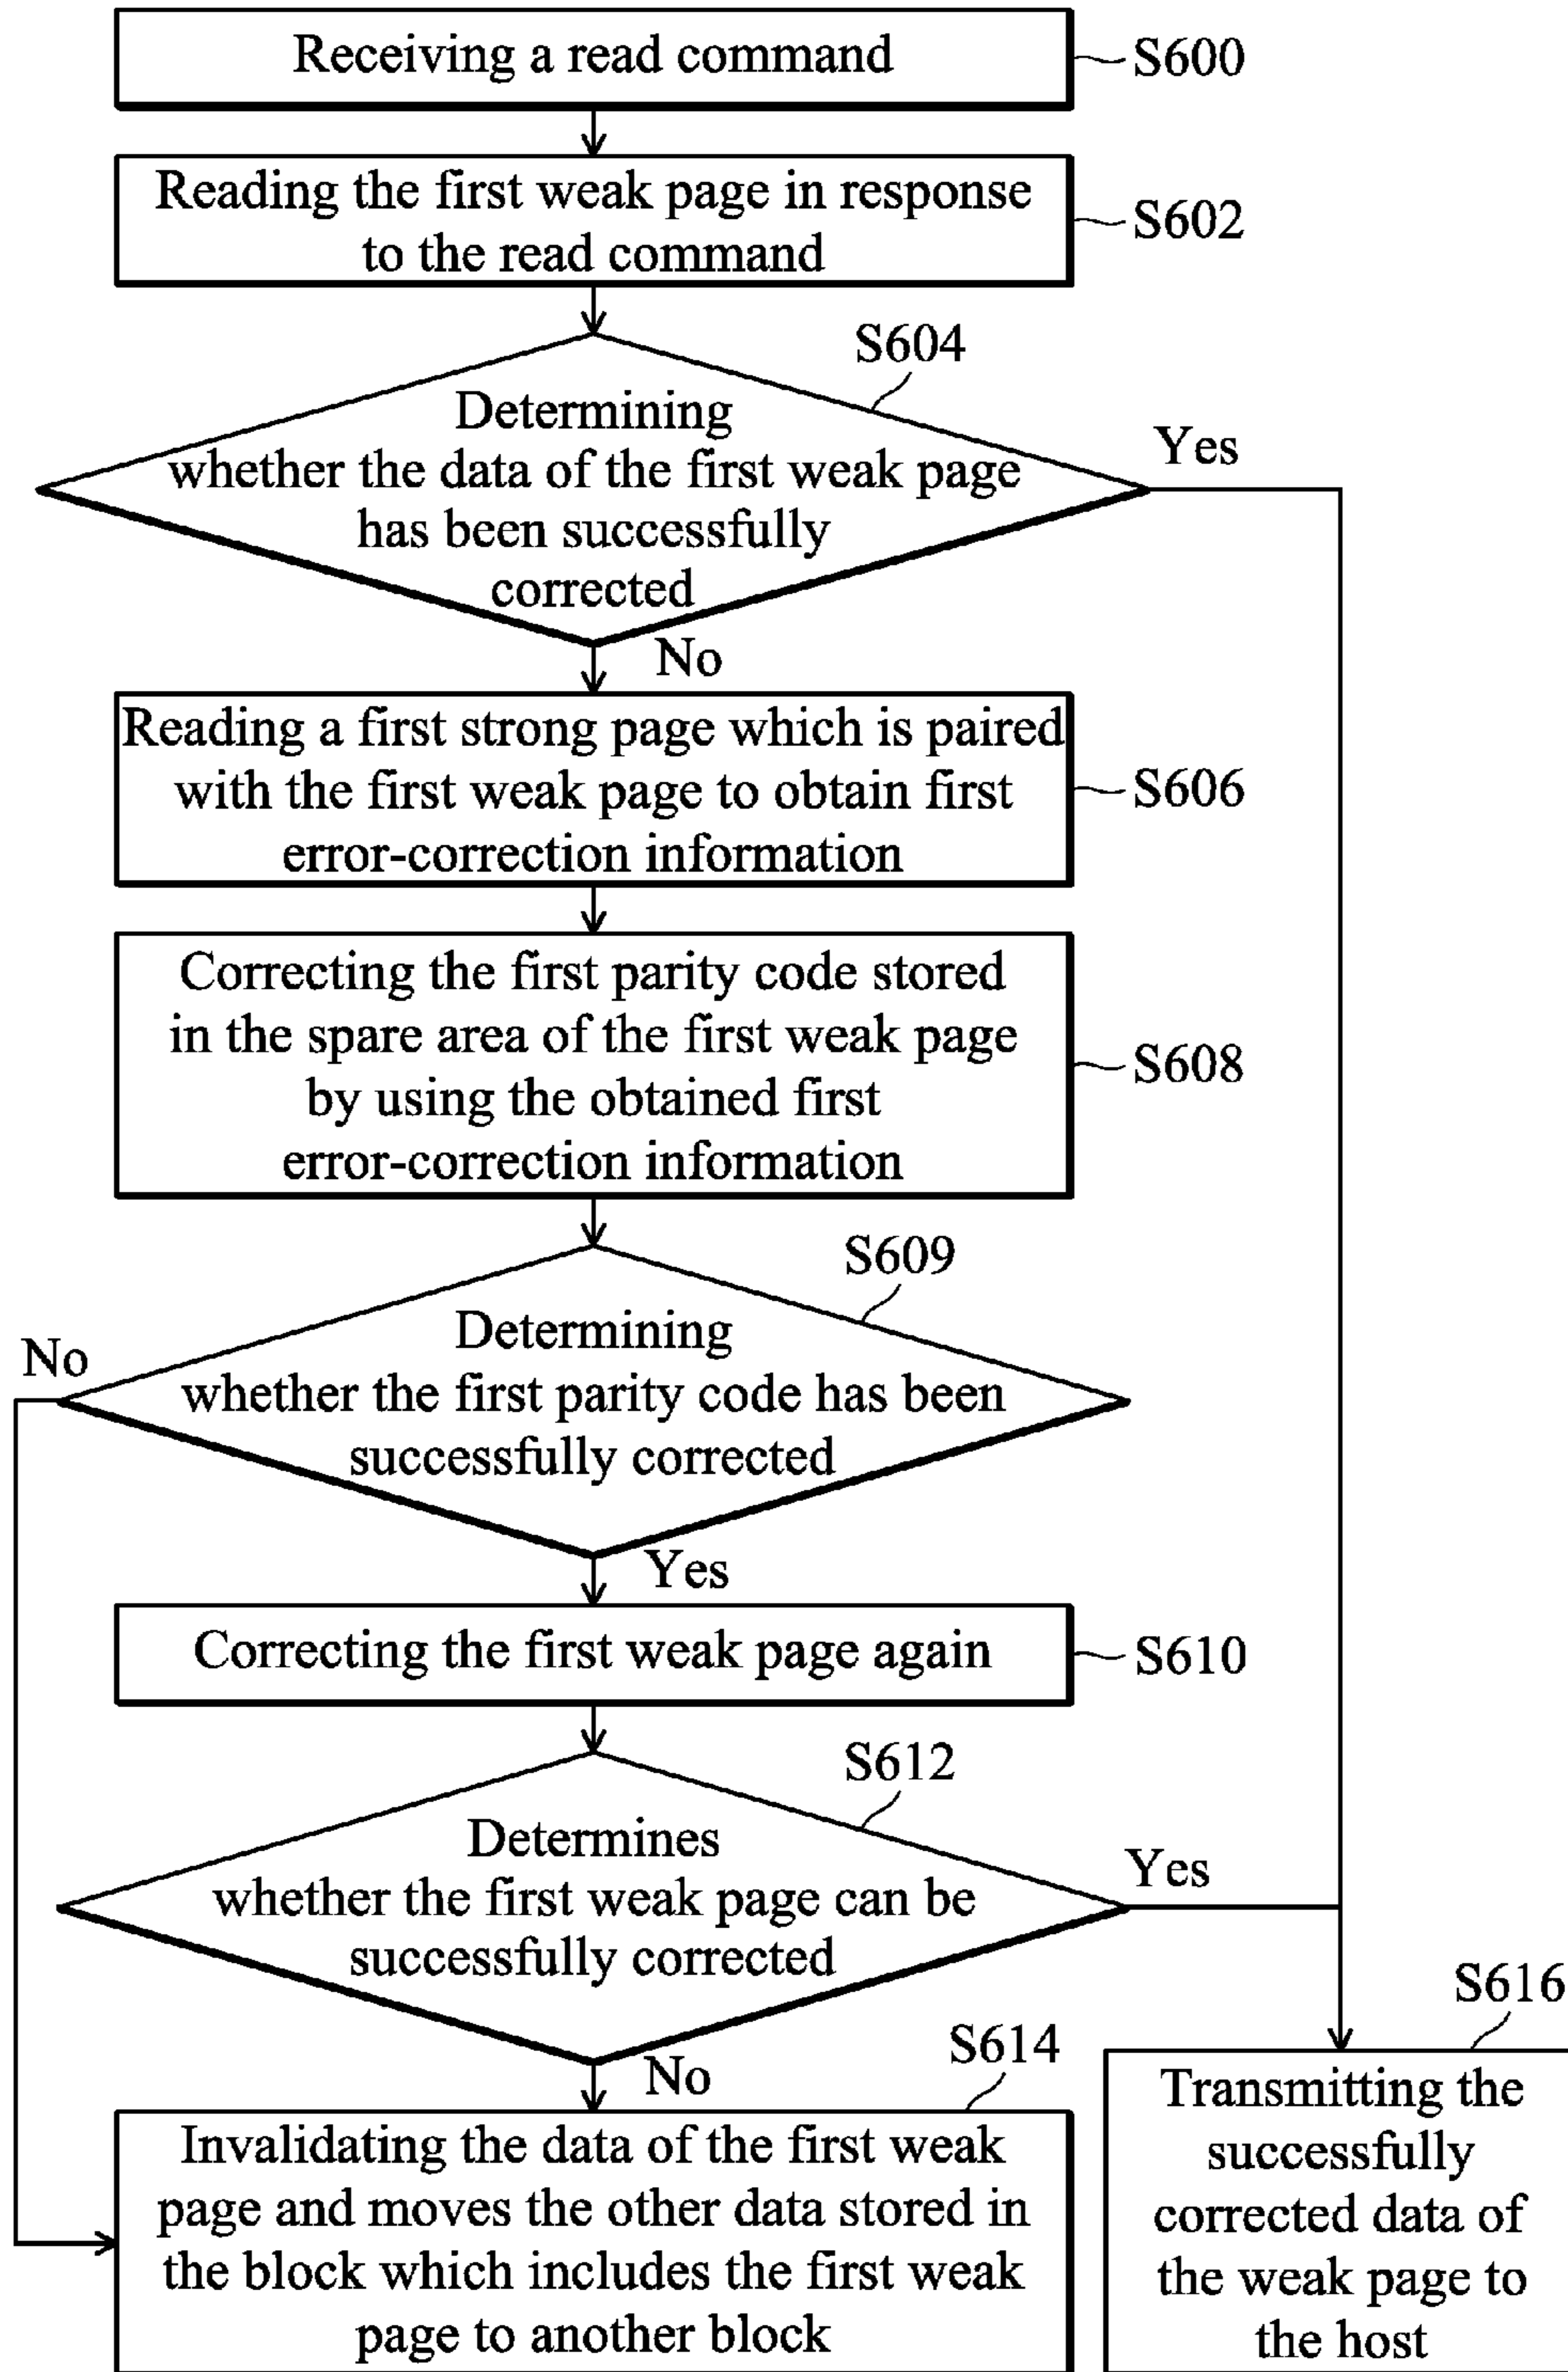 Receiving a read command
S600
Reading the first weak page in response
to the read command
S602
S604
Determining
whether the data of the first weak page
has been successfully
corrected
Yes
No
Reading a first strong page which is paired
with the first weak page to obtain first
error-correction information
S606
Correcting the first parity code stored
in the spare area of the first weak page
by using the obtained first
error-correction information
S608
S609
Determining
whether the first parity code has been
successfully corrected
No
Yes
Correcting the first weak page again
S610
S612
Determines
whether the first weak page can be
successfully corrected
Yes
No
S614
Invalidating the data of the first weak
page and moves the other data stored in
the block which includes the first weak
page to another block
S616
Transmitting the
successfully
corrected data of
the weak page to
the host